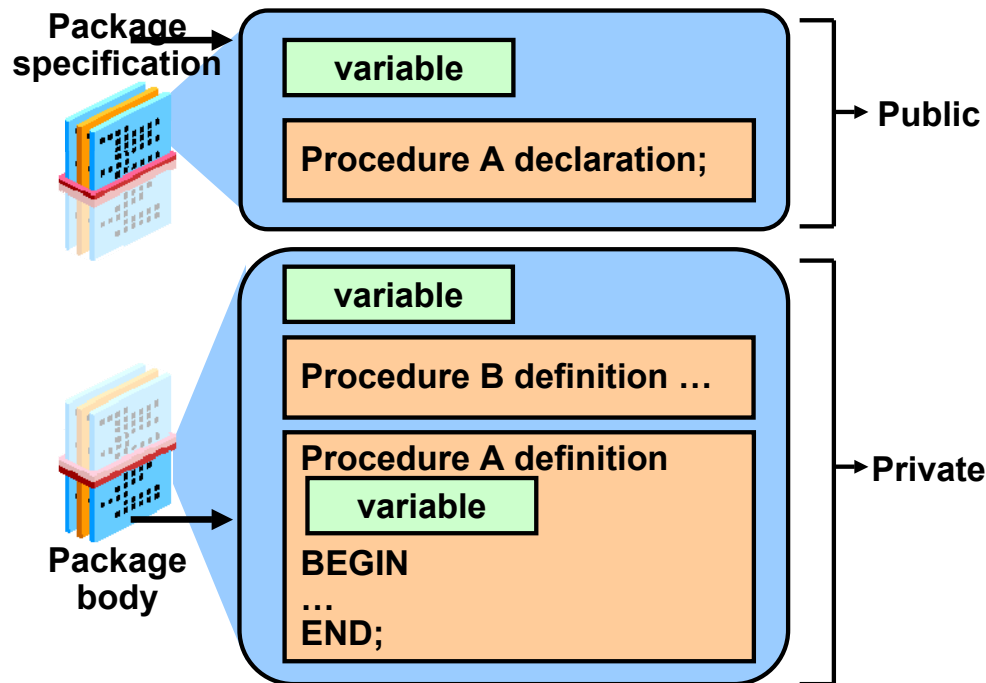 Package
specification
variable
Procedure A declaration;
Public
variable
Procedure B definition …
Procedure A definition
variable
BEGIN
…
END;
Private
Package
body